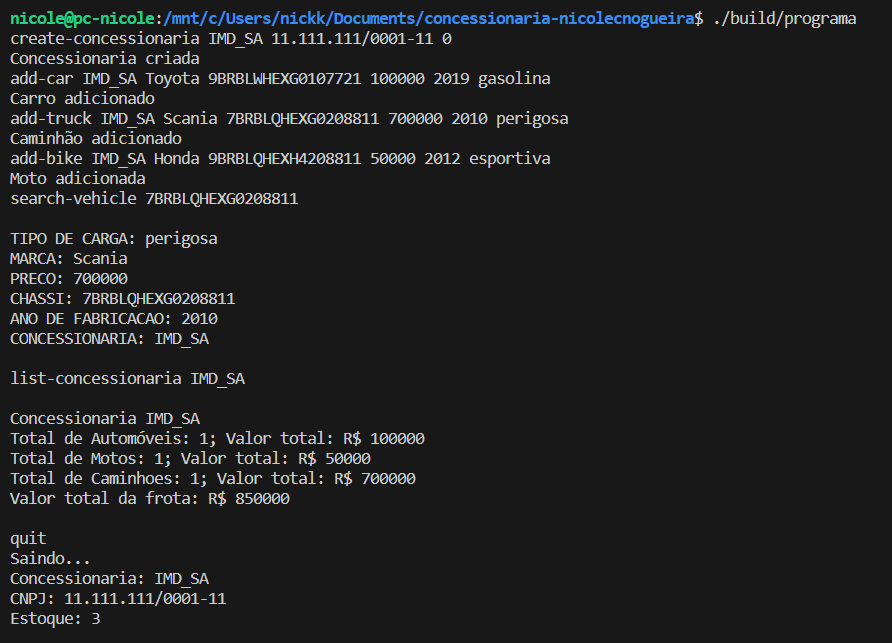 nicole@pc-nicole:/mnt/c/Users/nickk/Documents/concessionaria-nicolecnogueira$ ./build/programa
create-concessionaria IMD_SA 11.111.111/0001-11 0
Concessionaria criada
add-car IMD_SA Toyota 9BRBLWHEXG0107721 100000 2019 gasolina
Carro adicionado
add-truck IMD_SA Scania 7BRBLQHEXG0208811 700000 2010 perigosa
Caminhão adicionado
add-bike IMD_SA Honda 9BRBLQHEXH4208811 50000 2012 esportiva
Moto adicionada
search-vehicle 7BRBLQHEXG0208811
TIPO DE CARGA: perigosa
MARCA: Scania
PRECO: 700000
CHASSI: 7BRBLQHEXG0208811
ANO DE FABRICACAO: 2010
CONCESSIONARIA: IMD_SA
list-concessionaria IMD_SA
Concessionaria IMD_SA
Total de Automóveis: 1; Valor total: R$ 100000
Total de Motos: 1; Valor total: R$ 50000
Total de Caminhoes: 1; Valor total: R$ 700000
Valor total da frota: R$ 850000
quit
Saindo...
Concessionaria: IMD_SA
CNPJ: 11.111.111/0001-11
Estoque: 3